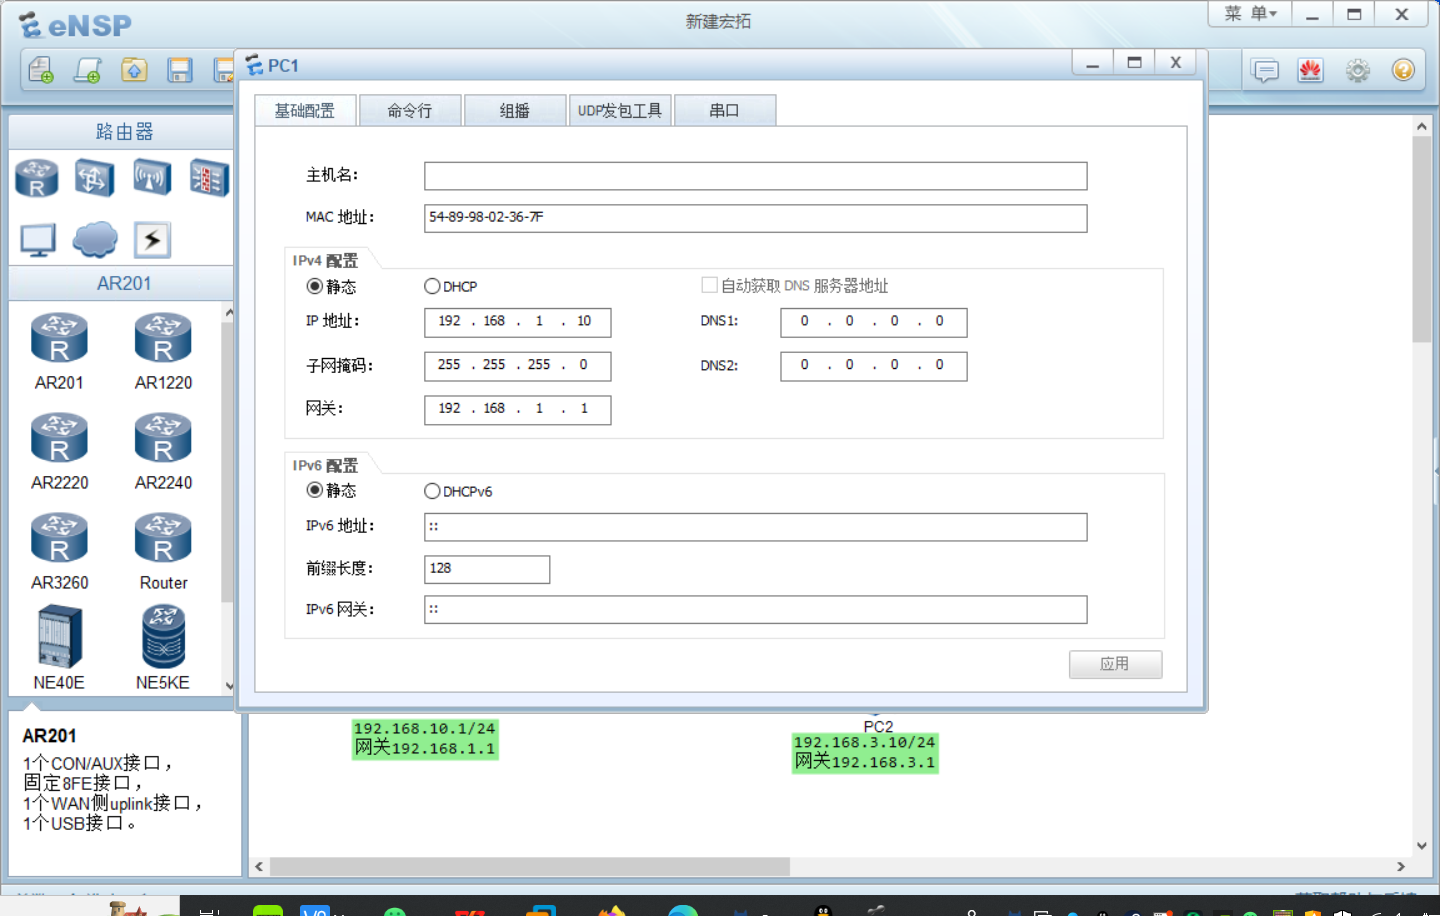 eNSP
新建宏拓
菜 单
PC1
基础配置
命令行
组播
UDP发包工具
串口
路由器
主机名：
MAC 地址：
54-89-98-02-36-7F
IPv4 配置
静态
DHCP
自动获取 DNS 服务器地址
IP 地址：
192 . 168 . 1 . 10
DNS1:
0 . 0 . 0 . 0
子网掩码：
255 . 255 . 255 . 0
DNS2:
0 . 0 . 0 . 0
网关：
192 . 168 . 1 . 1
IPv6 配置
静态
DHCPv6
IPv6 地址：
::
前缀长度：
128
IPv6 网关：
::
应用
AR201
R
R
R
AR201
AR1220
R
R
AR2220
AR2240
R
R
AR3260
Router
NE40E
NE5KE
AR201
1个CON/AUX接口，
固定8FE接口，
1个WAN侧uplink接口，
1个USB接口。
192.168.10.1/24
网关192.168.1.1
PC2
192.168.3.10/24
网关192.168.3.1